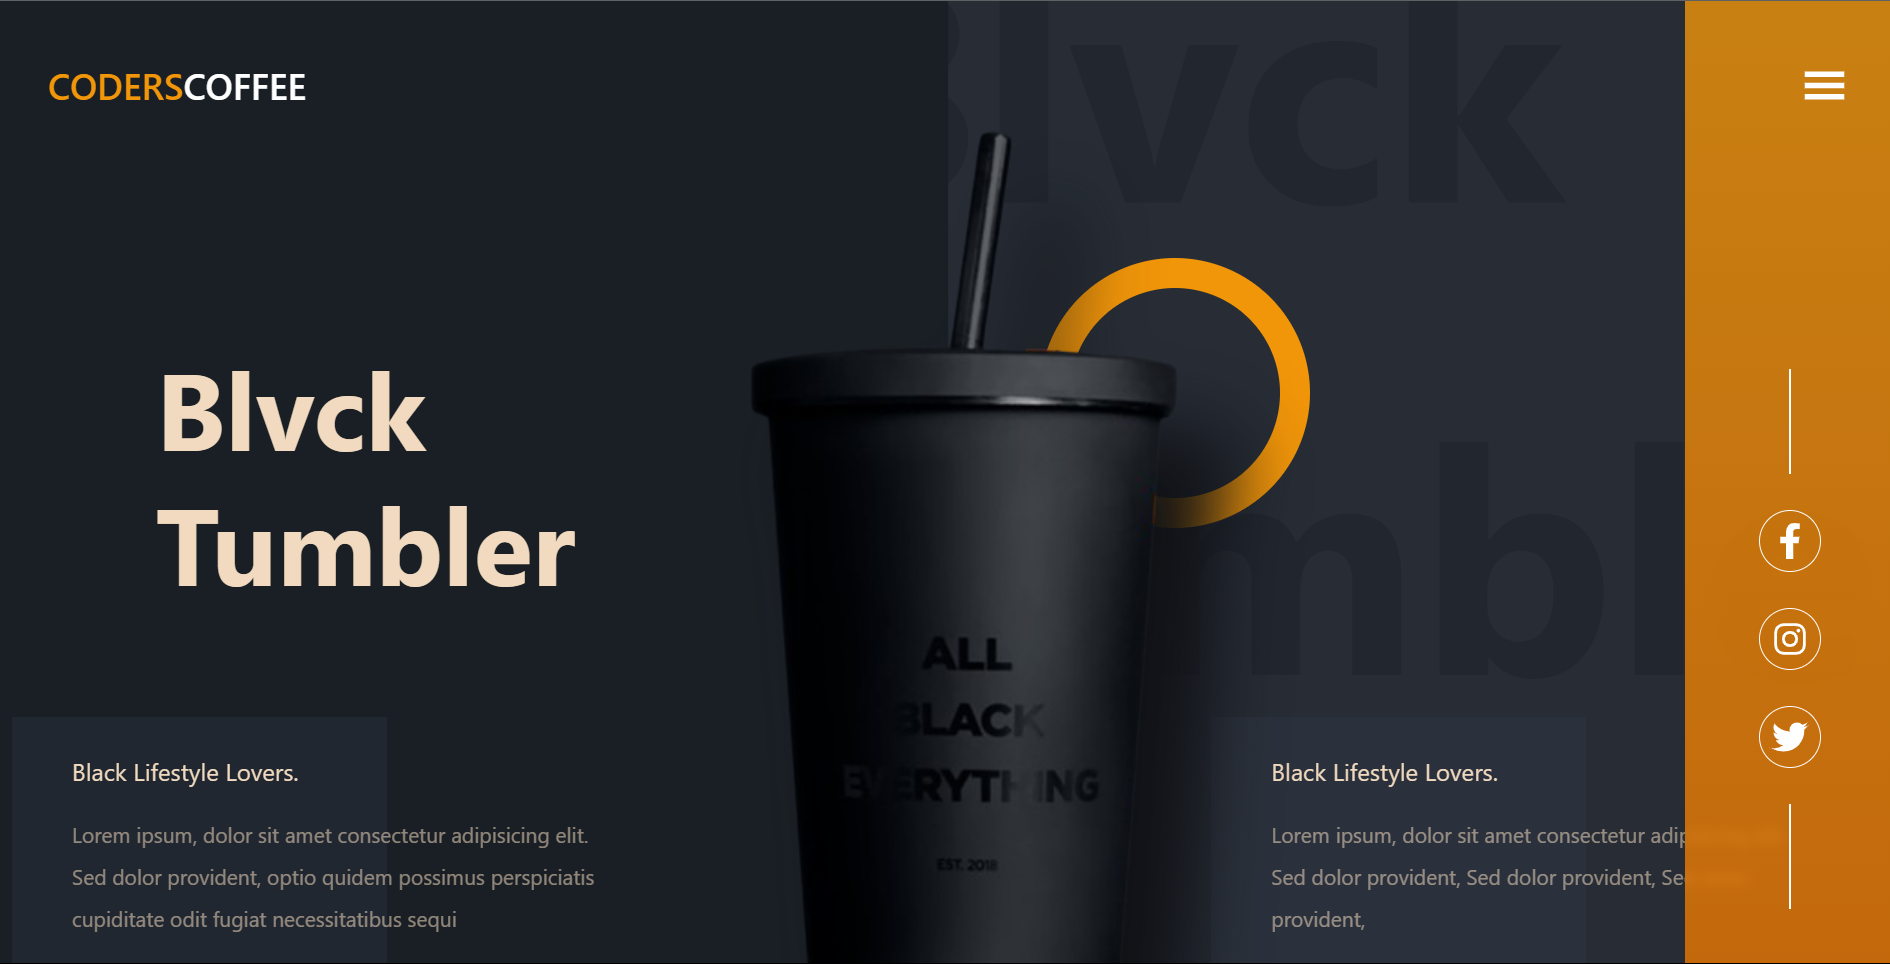 CODERSCOFFEE
Blvck
Blvck
Tumbler
mbl
ALL
BLACK
EVERYTHING
EST. 2018
Black Lifestyle Lovers.
Lorem ipsum, dolor sit amet consectetur adipisicing elit.
Sed dolor provident, optio quidem possimus perspiciatis
cupiditate odit fugiat necessitatibus sequi
Black Lifestyle Lovers.
Lorem ipsum, dolor sit amet consectetur adip
Sed dolor provident, Sed dolor provident, Se
provident,